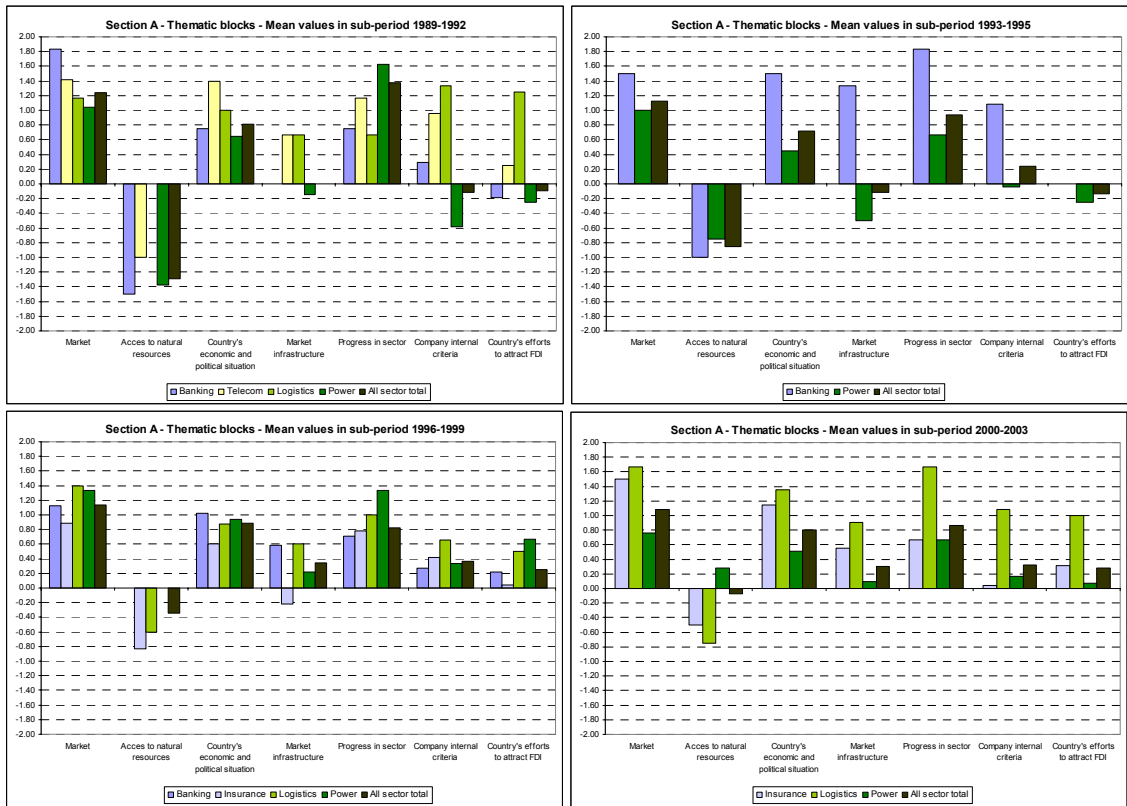 Section A - Thematic blocks - Mean values in sub-period 1989-1992
2.00
1.80
1.60
1.40
1.20
1.00
0.80
0.60
0.40
0.20
0.00
-0.20
-0.40
-0.60
-0.80
-1.00
-1.20
-1.40
-1.60
-1.80
-2.00
Market
Acces to natural
resources
Country's
economic and
political situation
Market
infrastructure
Progress in sector
Company internal
criteria
Country's efforts
to attract FDI
Banking Telecom Logistics Power All sector total
Section A - Thematic blocks - Mean values in sub-period 1993-1995
2.00
1.80
1.60
1.40
1.20
1.00
0.80
0.60
0.40
0.20
0.00
-0.20
-0.40
-0.60
-0.80
-1.00
-1.20
-1.40
-1.60
-1.80
-2.00
Market
Acces to natural
resources
Country's
economic and
political situation
Market
infrastructure
Progress in sector
Company internal
criteria
Country's efforts
to attract FDI
Banking Power All sector total
Section A - Thematic blocks - Mean values in sub-period 1996-1999
2.00
1.80
1.60
1.40
1.20
1.00
0.80
0.60
0.40
0.20
0.00
-0.20
-0.40
-0.60
-0.80
-1.00
-1.20
-1.40
-1.60
-1.80
-2.00
Market
Acces to natural
resources
Country's
economic and
political situation
Market
infrastructure
Progress in sector
Company internal
criteria
Country's efforts
to attract FDI
Banking Insurance Logistics Power All sector total
Section A - Thematic blocks - Mean values in sub-period 2000-2003
2.00
1.80
1.60
1.40
1.20
1.00
0.80
0.60
0.40
0.20
0.00
-0.20
-0.40
-0.60
-0.80
-1.00
-1.20
-1.40
-1.60
-1.80
-2.00
Market
Acces to natural
resources
Country's
economic and
political situation
Market
infrastructure
Progress in sector
Company internal
criteria
Country's efforts
to attract FDI
Insurance Logistics Power All sector total